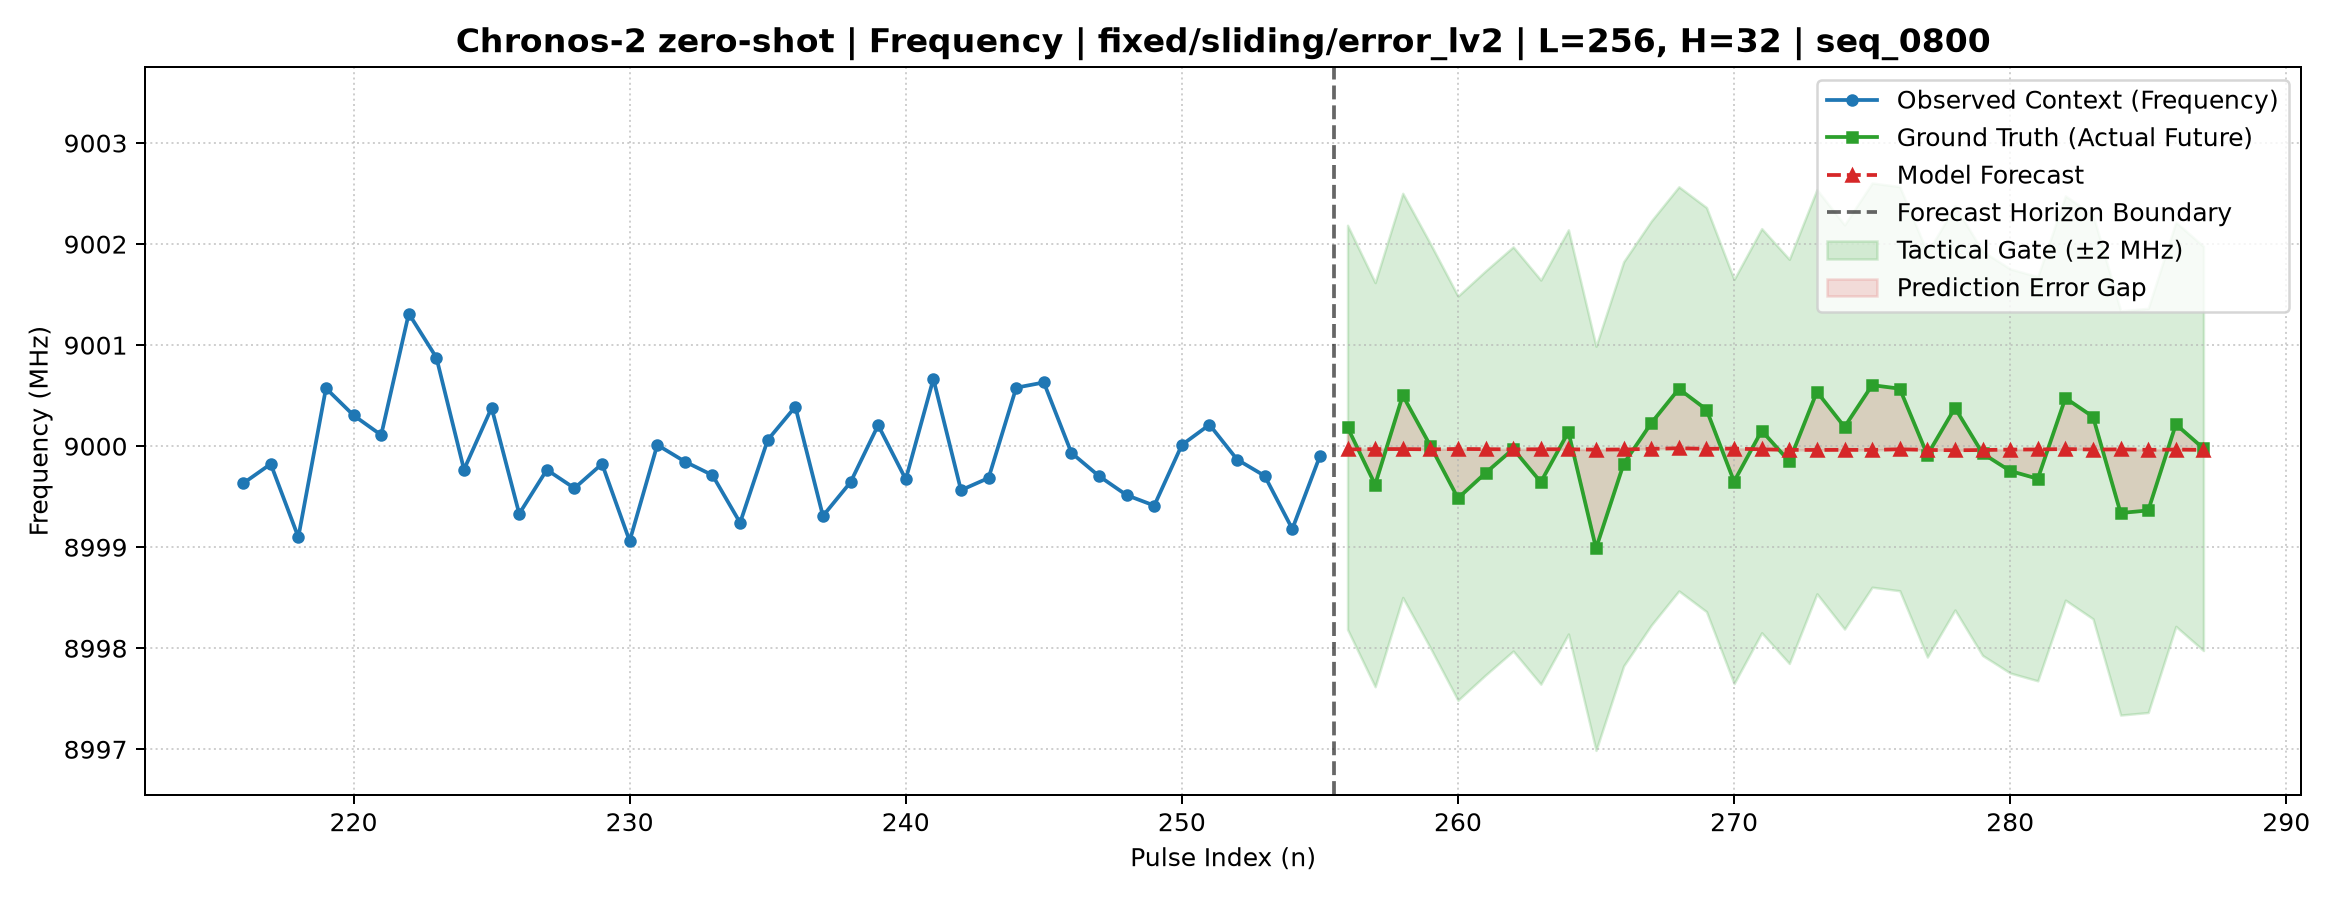 Chronos-2 zero-shot | Frequency | fixed/sliding/error_lv2 | L=256, H=32 | seq_0800
Observed Context (Frequency)
Ground Truth (Actual Future)
Model Forecast
Forecast Horizon Boundary
Tactical Gate (±2 MHz)
Prediction Error Gap
Frequency (MHz)
9003
9002
9001
9000
8999
8998
8997
220 230 240 250 260 270 280 290
Pulse Index (n)